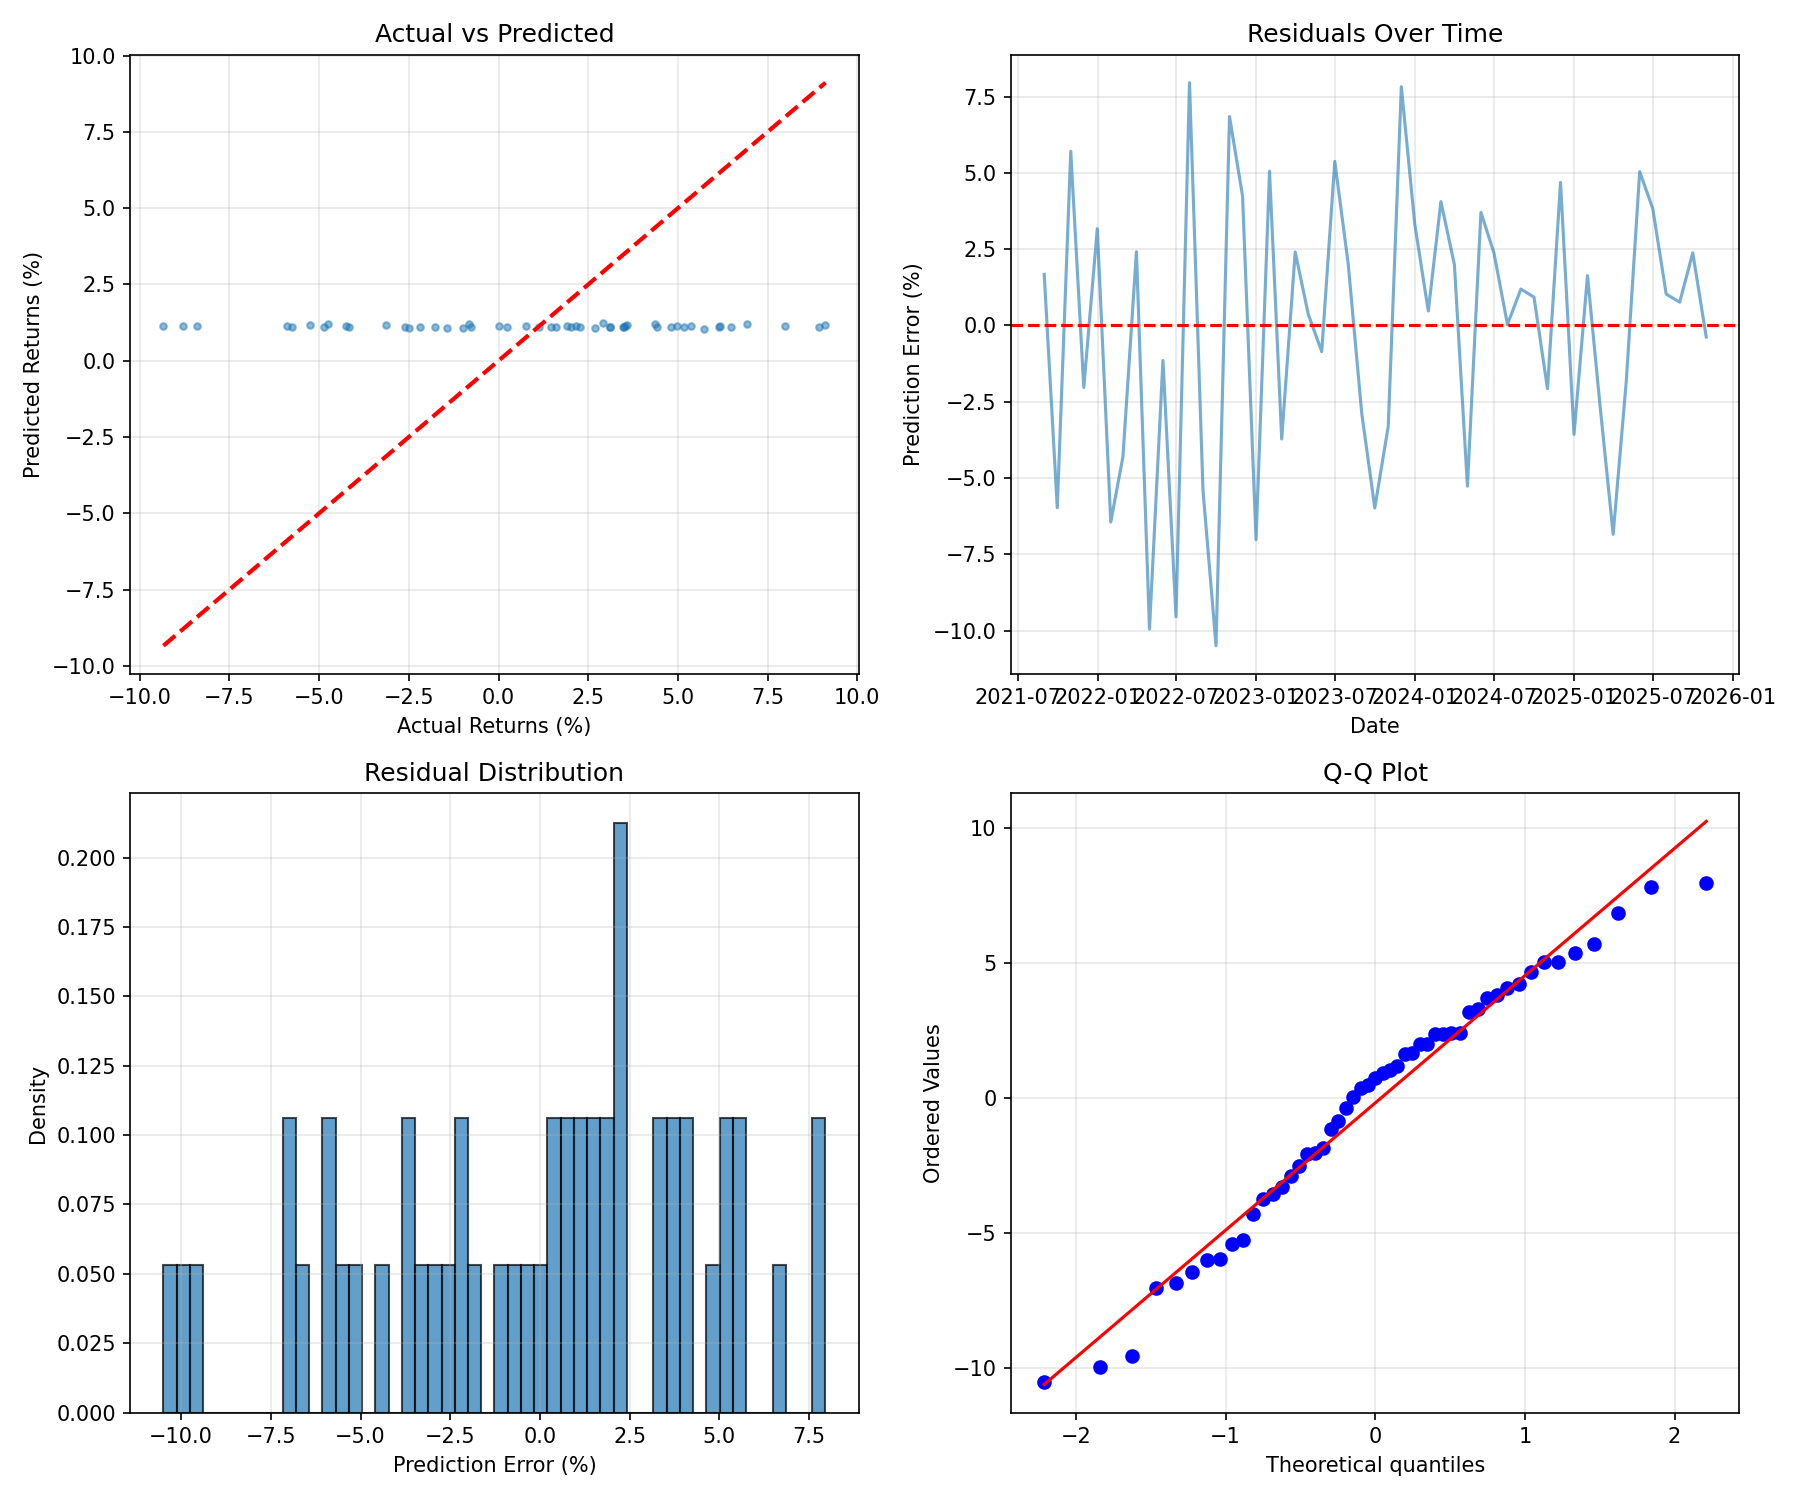 Actual vs Predicted
10.0
7.5
5.0
2.5
0.0
−2.5
−5.0
−7.5
−10.0
Predicted Returns (%)
−10.0 −7.5 −5.0 −2.5 0.0 2.5 5.0 7.5 10.0
Actual Returns (%)
Residuals Over Time
7.5
5.0
2.5
0.0
−2.5
−5.0
−7.5
−10.0
Prediction Error (%)
2021-07 2022-01 2022-07 2023-01 2023-07 2024-01 2024-07 2025-01 2025-07 2026-01
Date
Residual Distribution
0.200
0.175
0.150
0.125
0.100
0.075
0.050
0.025
0.000
Density
−10.0 −7.5 −5.0 −2.5 0.0 2.5 5.0 7.5
Prediction Error (%)
Q-Q Plot
10
5
0
−5
−10
Ordered Values
−2 −1 0 1 2
Theoretical quantiles